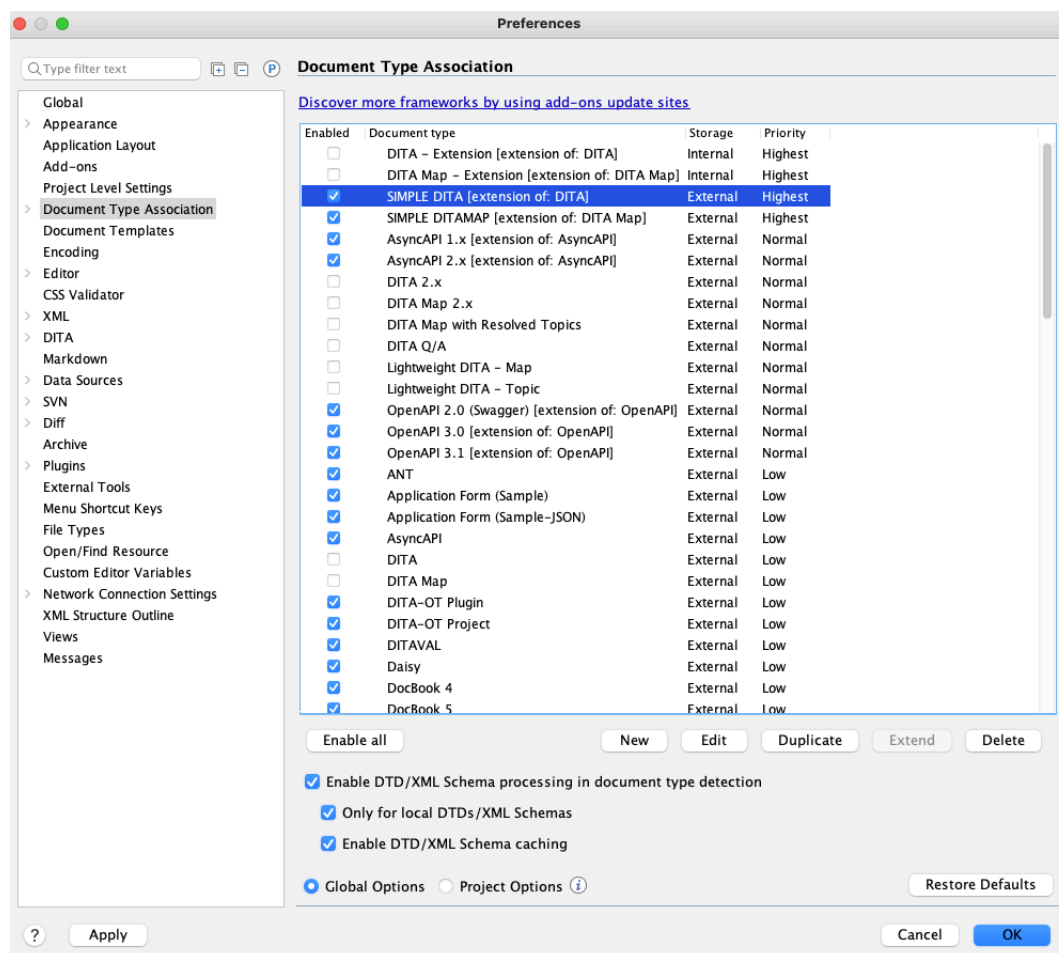 Preferences
Type filter text
P
Document Type Association
Discover more frameworks by using add-ons update sites
Global
Appearance
Application Layout
Add-ons
Project Level Settings
Document Type Association
Document Templates
Encoding
Editor
CSS Validator
XML
DITA
Markdown
Data Sources
SVN
Diff
Archive
Plugins
External Tools
Menu Shortcut Keys
File Types
Open/Find Resource
Custom Editor Variables
Network Connection Settings
XML Structure Outline
Views
Messages
Enabled Document type Storage Priority
DITA – Extension [extension of: DITA] Internal Highest
DITA Map – Extension [extension of: DITA Map] Internal Highest
SIMPLE DITA [extension of: DITA] External Highest
SIMPLE DITAMAP [extension of: DITA Map] External Highest
AsyncAPI 1.x [extension of: AsyncAPI] External Normal
AsyncAPI 2.x [extension of: AsyncAPI] External Normal
DITA 2.x External Normal
DITA Map 2.x External Normal
DITA Map with Resolved Topics External Normal
DITA Q/A External Normal
Lightweight DITA – Map External Normal
Lightweight DITA – Topic External Normal
OpenAPI 2.0 (Swagger) [extension of: OpenAPI] External Normal
OpenAPI 3.0 [extension of: OpenAPI] External Normal
OpenAPI 3.1 [extension of: OpenAPI] External Normal
ANT External Low
Application Form (Sample) External Low
Application Form (Sample-JSON) External Low
AsyncAPI External Low
DITA External Low
DITA Map External Low
DITA-OT Plugin External Low
DITA-OT Project External Low
DITAVAL External Low
Daisy External Low
DocBook 4 External Low
DocBook 5 External Low
Enable all New Edit Duplicate Extend Delete
Enable DTD/XML Schema processing in document type detection
Only for local DTDs/XML Schemas
Enable DTD/XML Schema caching
Global Options Project Options i Restore Defaults
? Apply Cancel OK